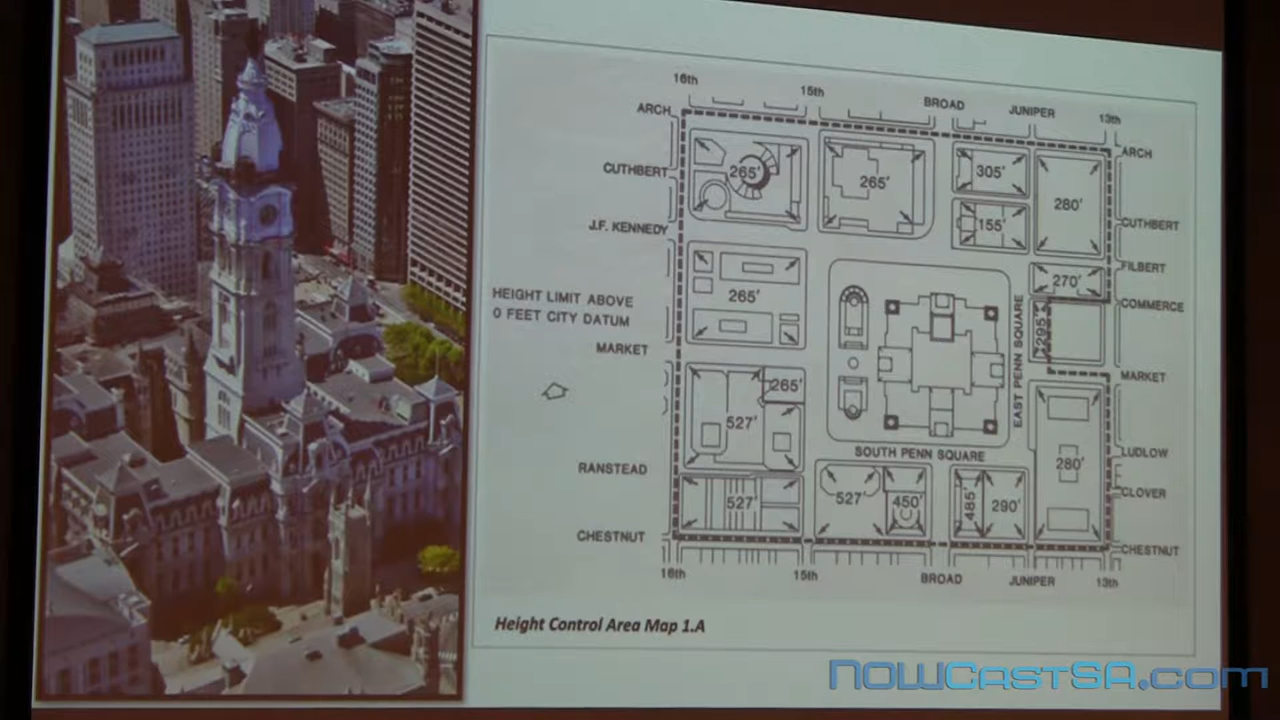 16th
15th
BROAD
JUNIPER
13th
ARCH
ARCH
CUTHBERT
J.F. KENNEDY
CUTHBERT
FILBERT
COMMERCE
HEIGHT LIMIT ABOVE
0 FEET CITY DATUM
MARKET
MARKET
RANSTEAD
LUDLOW
CLOVER
CHESTNUT
CHESTNUT
265'
265'
305'
280'
155'
270'
265'
295'
EAST PENN SQUARE
265'
527'
SOUTH PENN SQUARE
280'
527'
527'
450'
485'
290'
16th
15th
BROAD
JUNIPER
13th
Height Control Area Map 1.A
NOWCASTSA.COM